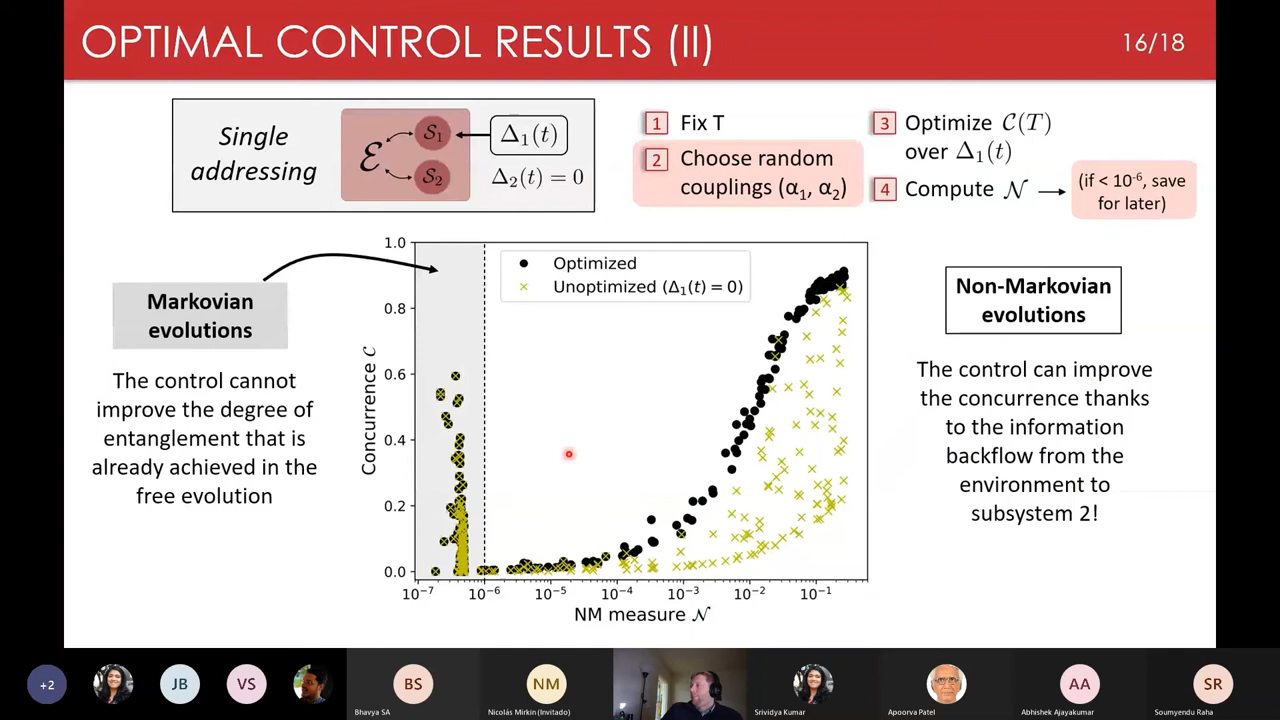 OPTIMAL CONTROL RESULTS (II)
16/18
Single
addressing
ℰ
𝒮₁
𝒮₂
Δ₁(t)
Δ₂(t) = 0
1 Fix T
2 Choose random
couplings (α₁, α₂)
3 Optimize 𝒞(T)
over Δ₁(t)
4 Compute 𝒩
(if < 10⁻⁶, save
for later)
Markovian
evolutions
The control cannot
improve the degree of
entanglement that is
already achieved in the
free evolution
Optimized
Unoptimized (Δ₁(t) = 0)
Concurrence 𝒞
1.0
0.8
0.6
0.4
0.2
0.0
10⁻⁷ 10⁻⁶ 10⁻⁵ 10⁻⁴ 10⁻³ 10⁻² 10⁻¹
NM measure 𝒩
Non-Markovian
evolutions
The control can improve
the concurrence thanks
to the information
backflow from the
environment to
subsystem 2!
+2
JB
VS
BS
Bhavya SA
NM
Nicolás Mirkin (Invitado)
Srividya Kumar
Apoorva Patel
AA
Abhishek Ajayakumar
SR
Soumyendu Raha